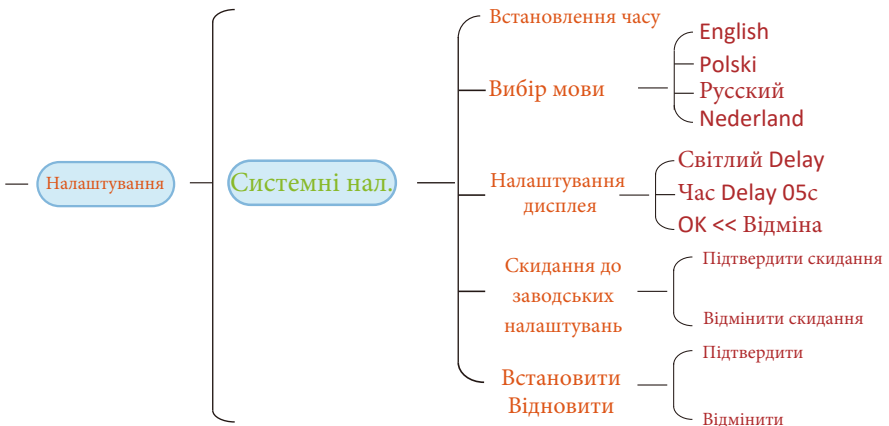 Налаштування
Системні нал.
Встановлення часу
Вибір мови
English
Polski
Русский
Nederland
Налаштування
дисплея
Світлий Delay
Час Delay 05с
OK << Відміна
Скидання до
заводських
налаштувань
Підтвердити скидання
Відмінити скидання
Встановити
Відновити
Підтвердити
Відмінити